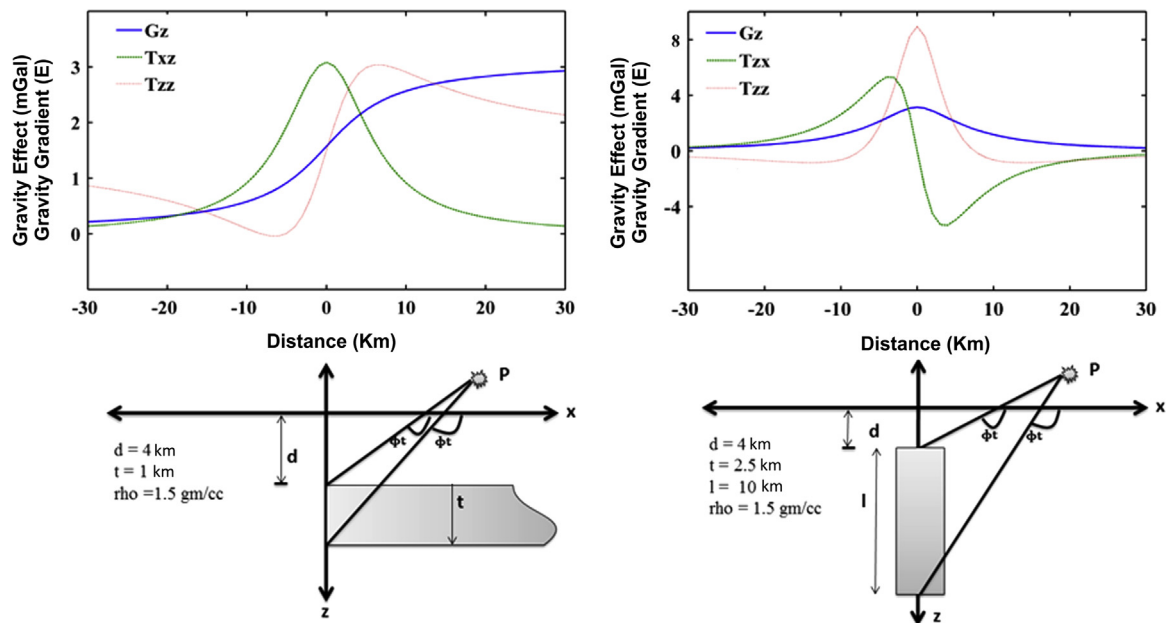 Gz
Txz
Tzz
3
2
1
0
Gravity Effect (mGal)
Gravity Gradient (E)
-30 -20 -10 0 10 20 30
Distance (Km)
P
x
d
ϕt ϕt
d = 4 km
t = 1 km
rho =1.5 gm/cc
t
z
Gz
Tzx
Tzz
8
4
0
-4
Gravity Effect (mGal)
Gravity Gradient (E)
-30 -20 -10 0 10 20 30
Distance (Km)
P
x
d
ϕt ϕt
d = 4 km
t = 2.5 km
l = 10 km
rho = 1.5 gm/cc
l
z